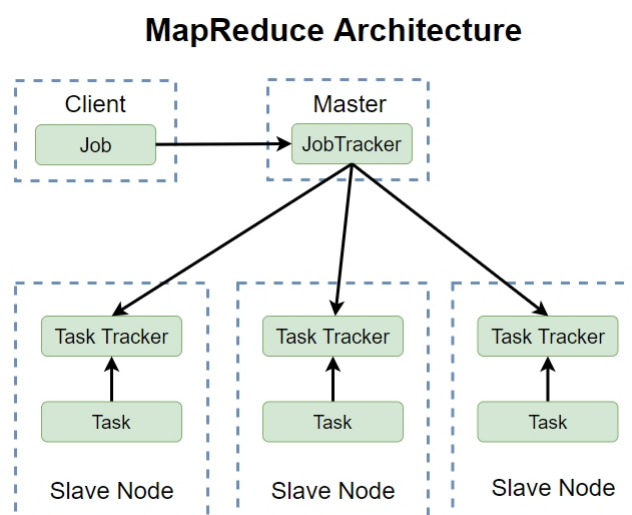 MapReduce Architecture
Client
Master
Job
JobTracker
Task Tracker
Task Tracker
Task Tracker
Task
Task
Task
Slave Node
Slave Node
Slave Node